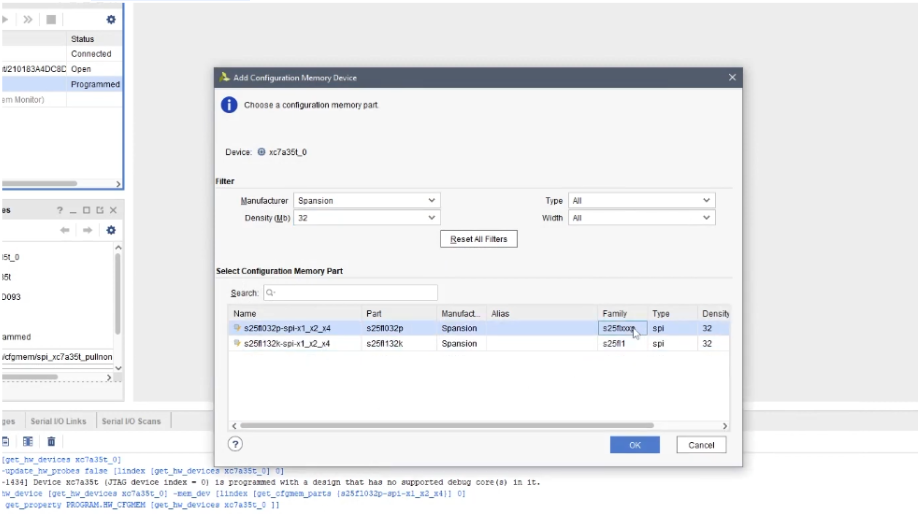 Status
Connected
t/210183A4DC8D Open
Programmed
em Monitor)
Add Configuration Memory Device
Choose a configuration memory part.
Device: xc7a35t_0
Filter
Manufacturer Spansion Type All
Density (Mb) 32 Width All
Reset All Filters
Select Configuration Memory Part
Search:
Name Part Manufact... Alias Family Type Density
s25fl032p-spi-x1_x2_x4 s25fl032p Spansion s25flxxxp spi 32
s25fl132k-spi-x1_x2_x4 s25fl132k Spansion s25fl1 spi 32
OK Cancel
es
5t_0
35t
D093
ammed
/cfgmem/spi_xc7a35t_pullnon
ges Serial I/O Links Serial I/O Scans
[get_hw_devices xc7a35t_0]
-update_hw_probes false [lindex [get_hw_devices xc7a35t_0] 0]
-1434] Device xc7a35t (JTAG device index = 0) is programmed with a design that has no supported debug core(s) in it.
hw_device [get_hw_devices xc7a35t_0] -mem_dev [lindex [get_cfgmem_parts {s25fl032p-spi-x1_x2_x4}] 0]
get_property PROGRAM.HW_CFGMEM [get_hw_devices xc7a35t_0 ]]